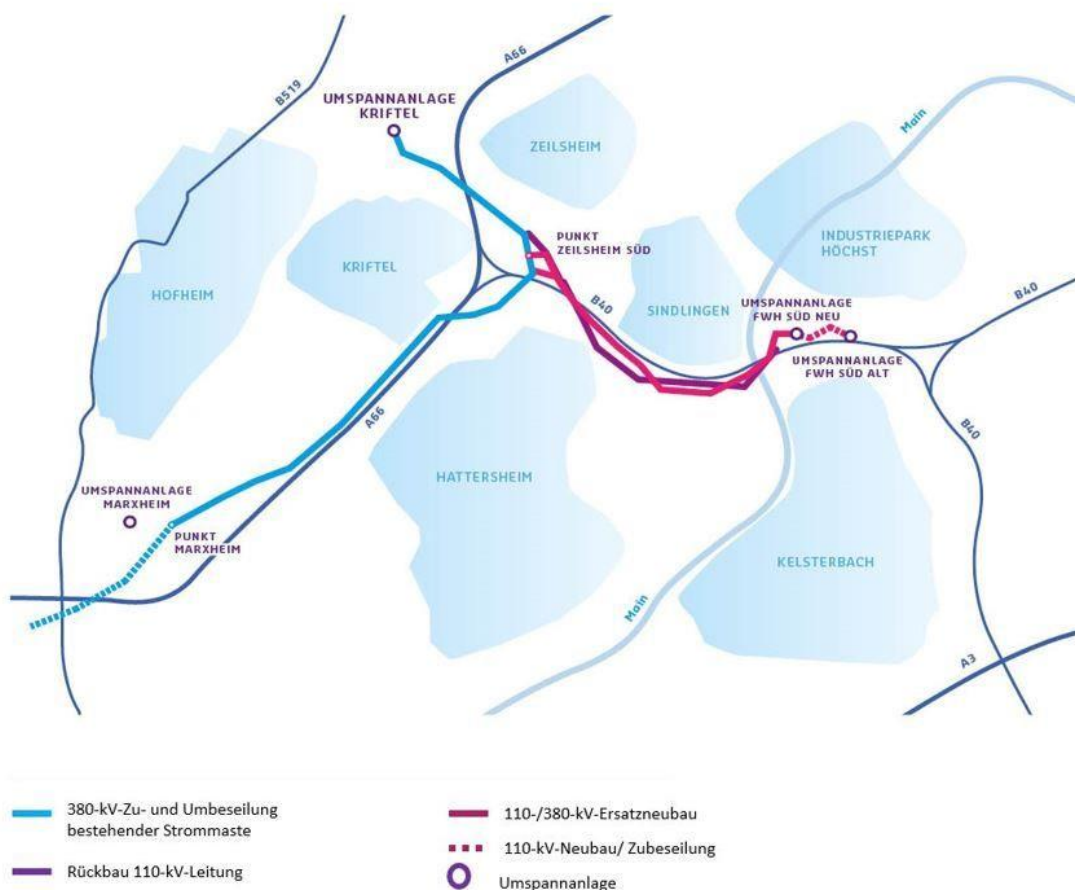 A66
B519
UMSPANNANLAGE
KRIFTEL
Main
ZEILSHEIM
PUNKT
ZEILSHEIM SÜD
INDUSTRIEPARK
HÖCHST
KRIFTEL
HOFHEIM
B40
SINDLINGEN
UMSPANNANLAGE
FWH SÜD NEU
B40
UMSPANNANLAGE
FWH SÜD ALT
A66
B40
HATTERSHEIM
UMSPANNANLAGE
MARXHEIM
PUNKT
MARXHEIM
KELSTERBACH
Main
A3
380-kV-Zu- und Umbeseilung
bestehender Strommaste
Rückbau 110-kV-Leitung
110-/380-kV-Ersatzneubau
110-kV-Neubau/ Zubeseilung
Umspannanlage